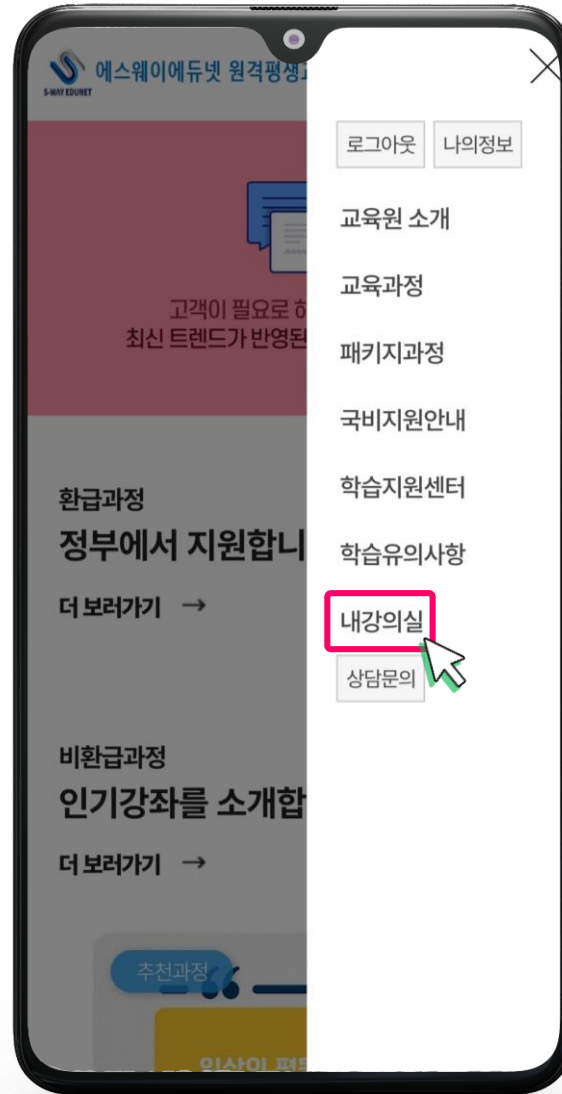 에스웨이에듀넷 원격평생
S-WAY EDUNET
로그아웃 나의정보
교육원 소개
교육과정
패키지과정
국비지원안내
학습지원센터
학습유의사항
내강의실
상담문의
고객이 필요로 하
최신 트렌드가 반영된
환급과정
정부에서 지원합니
더 보러가기 →
비환급과정
인기강좌를 소개합
더 보러가기 →
추천과정
일상의